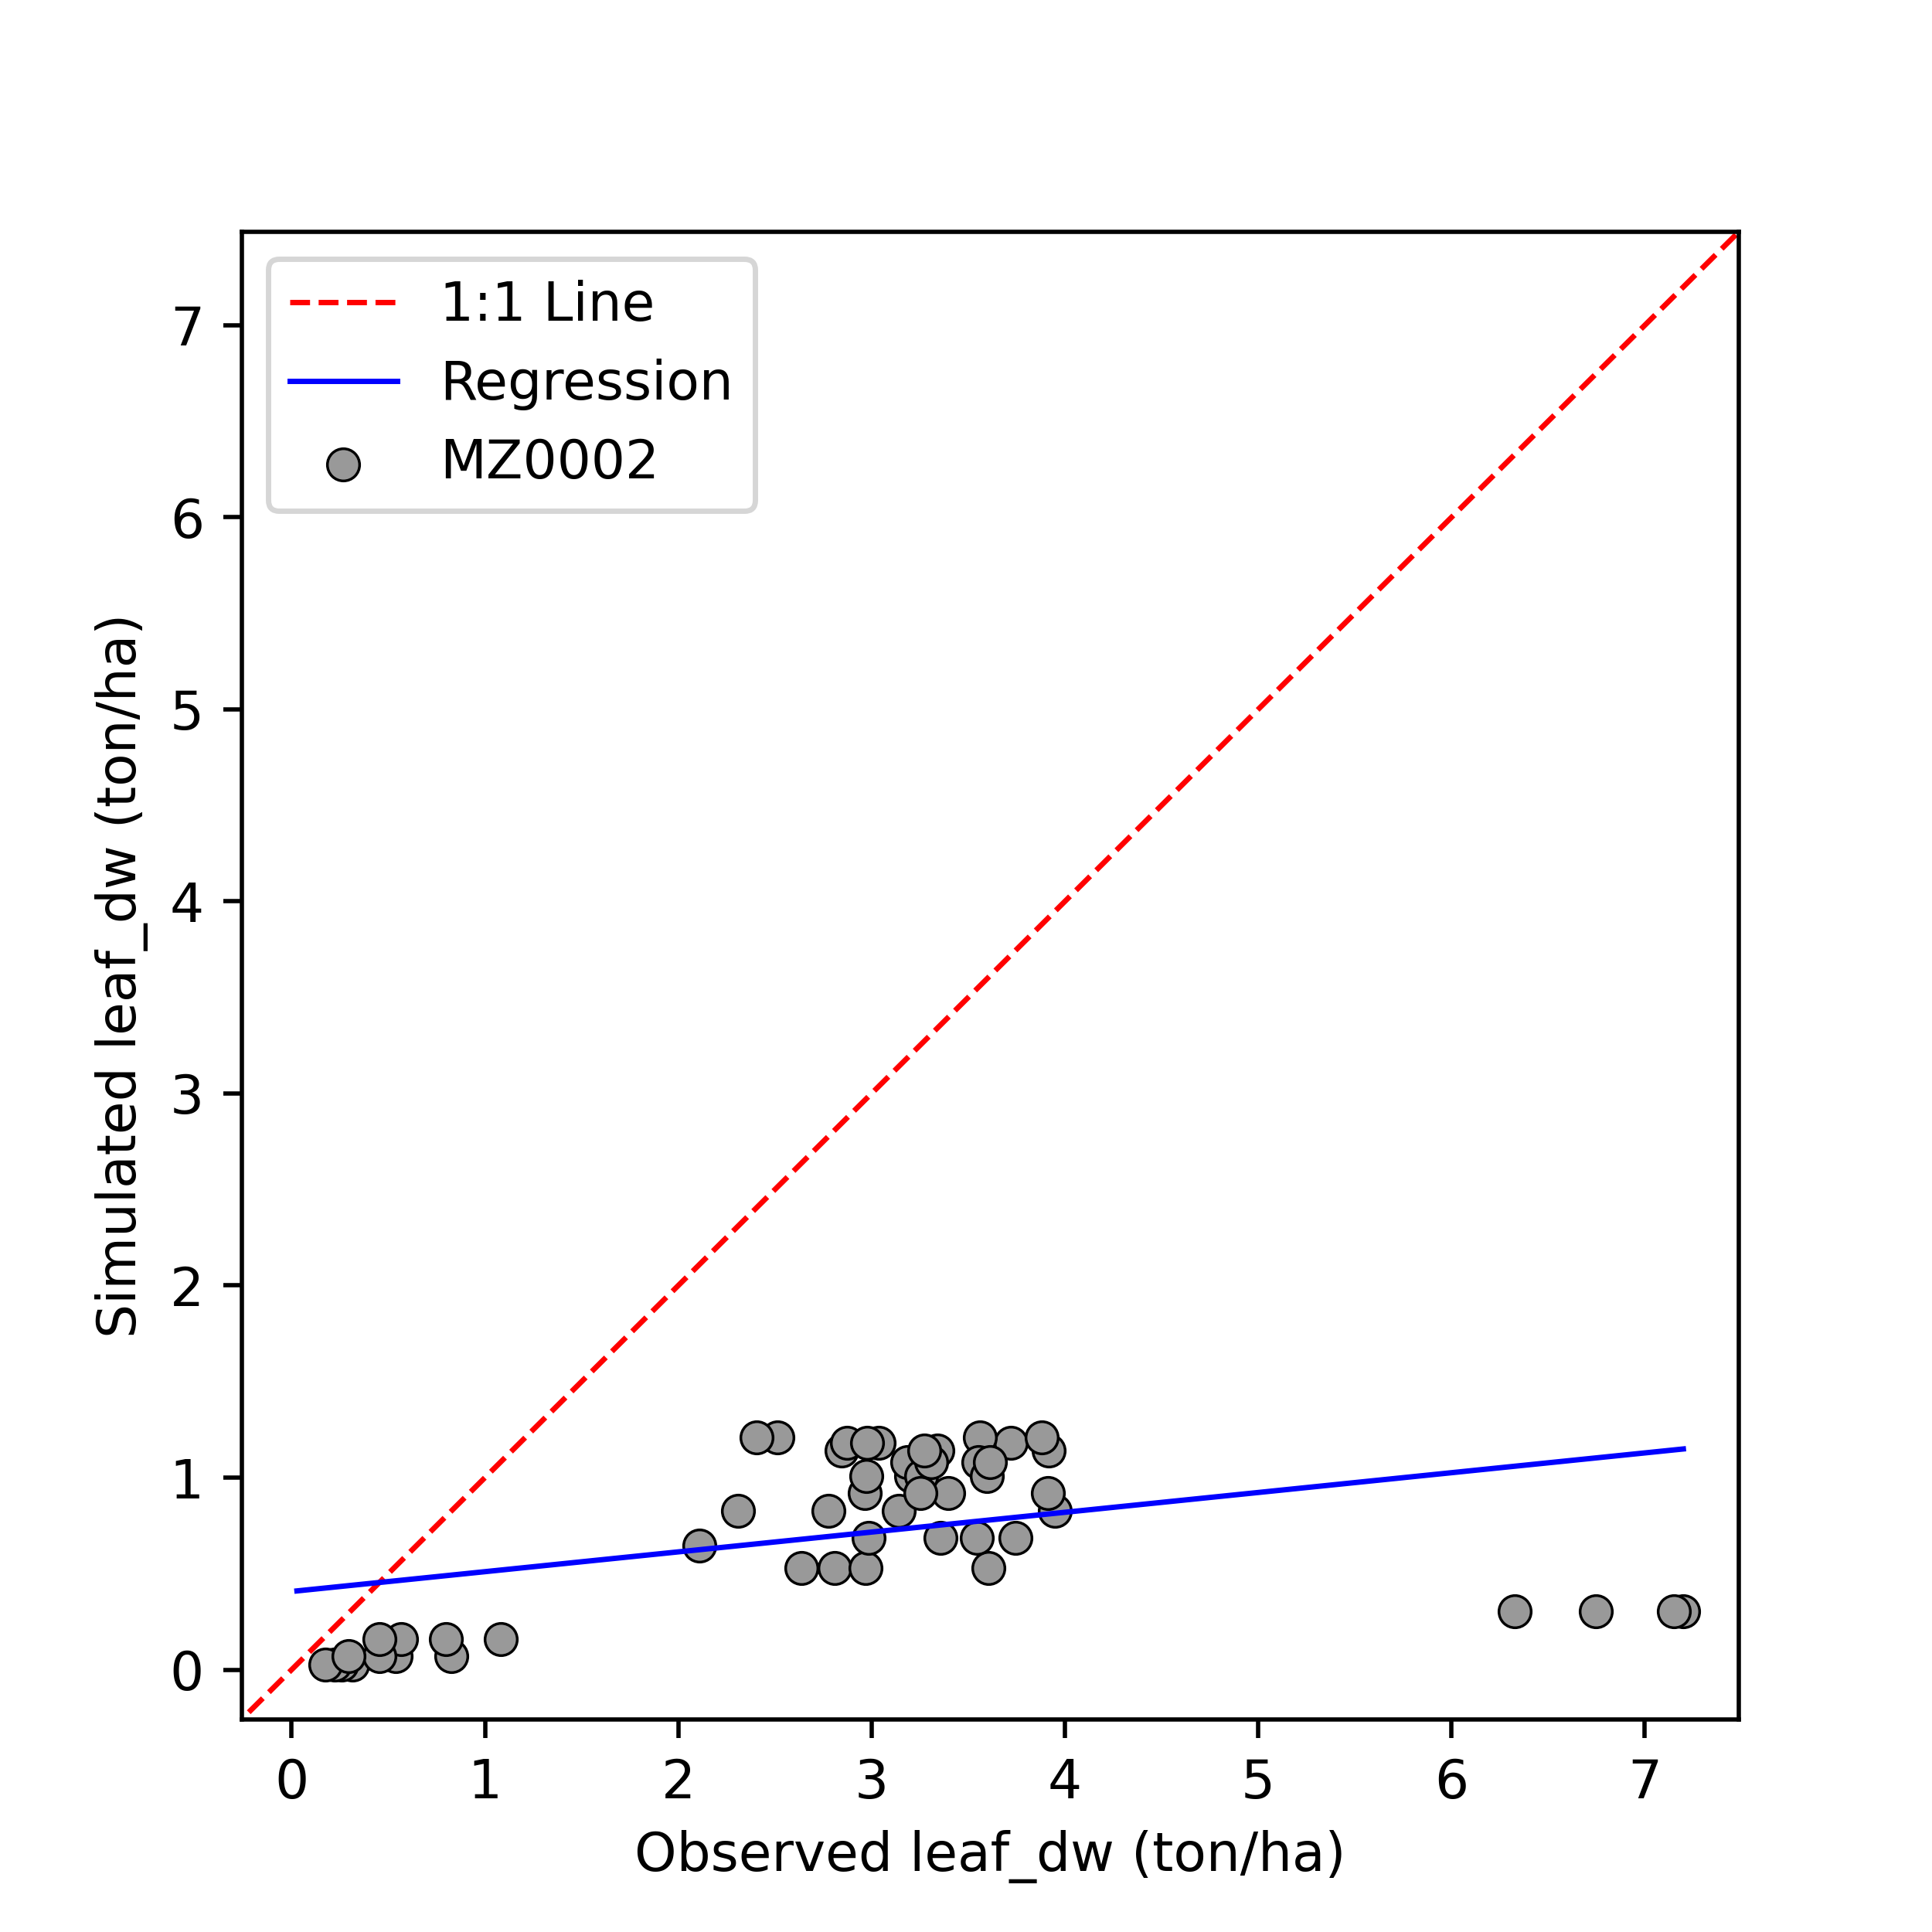 1:1 Line
Regression
MZ0002
7
6
5
4
3
2
1
0
Simulated leaf_dw (ton/ha)
0 1 2 3 4 5 6 7
Observed leaf_dw (ton/ha)